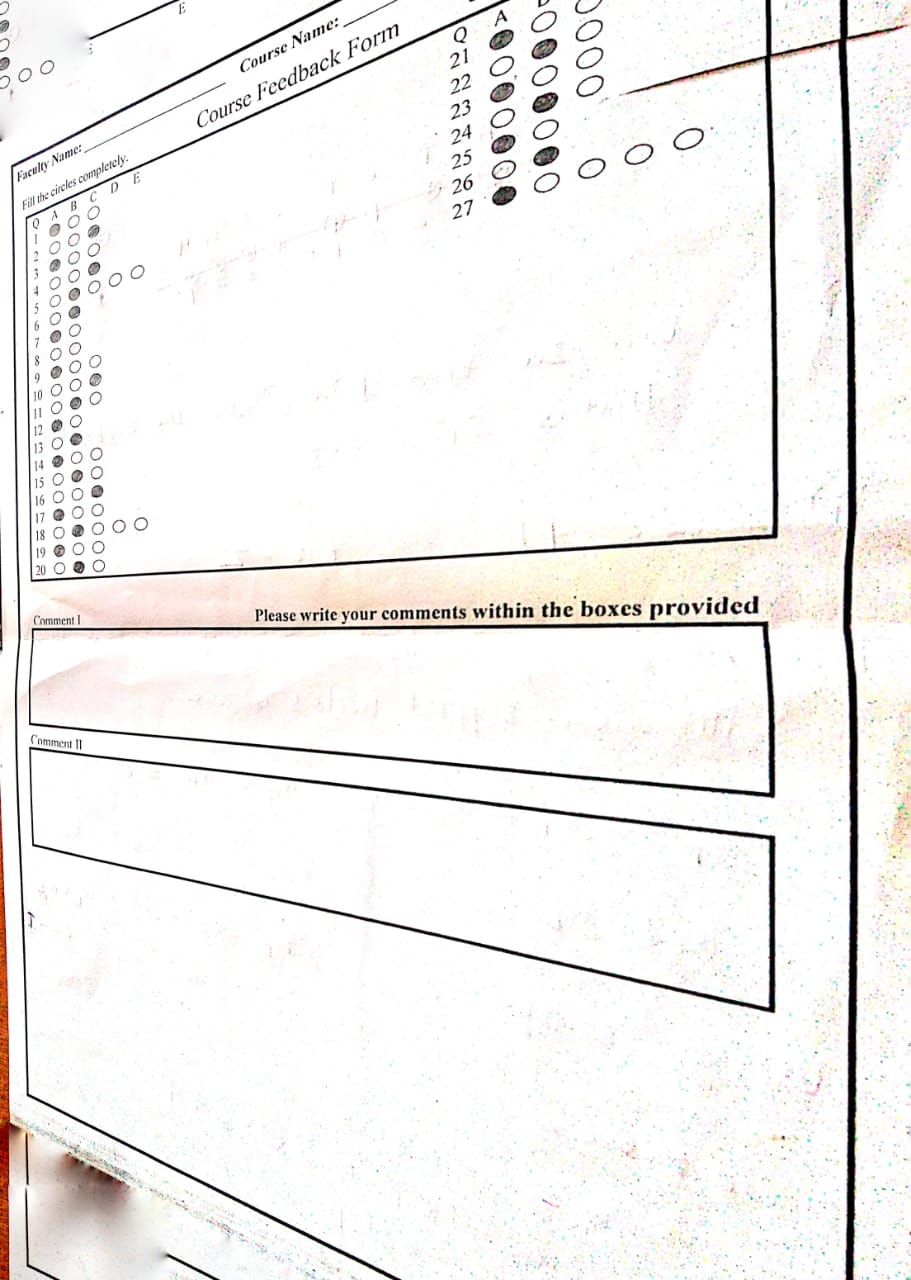 E
Course Name:
Course Feedback Form
Faculty Name:
Fill the circles completely.
Q A B C D E
1
2
3
4
5
6
7
8
9
10
11
12
13
14
15
16
17
18
19
20
Q A
21
22
23
24
25
26
27
Please write your comments within the boxes provided
Comment I
Comment II